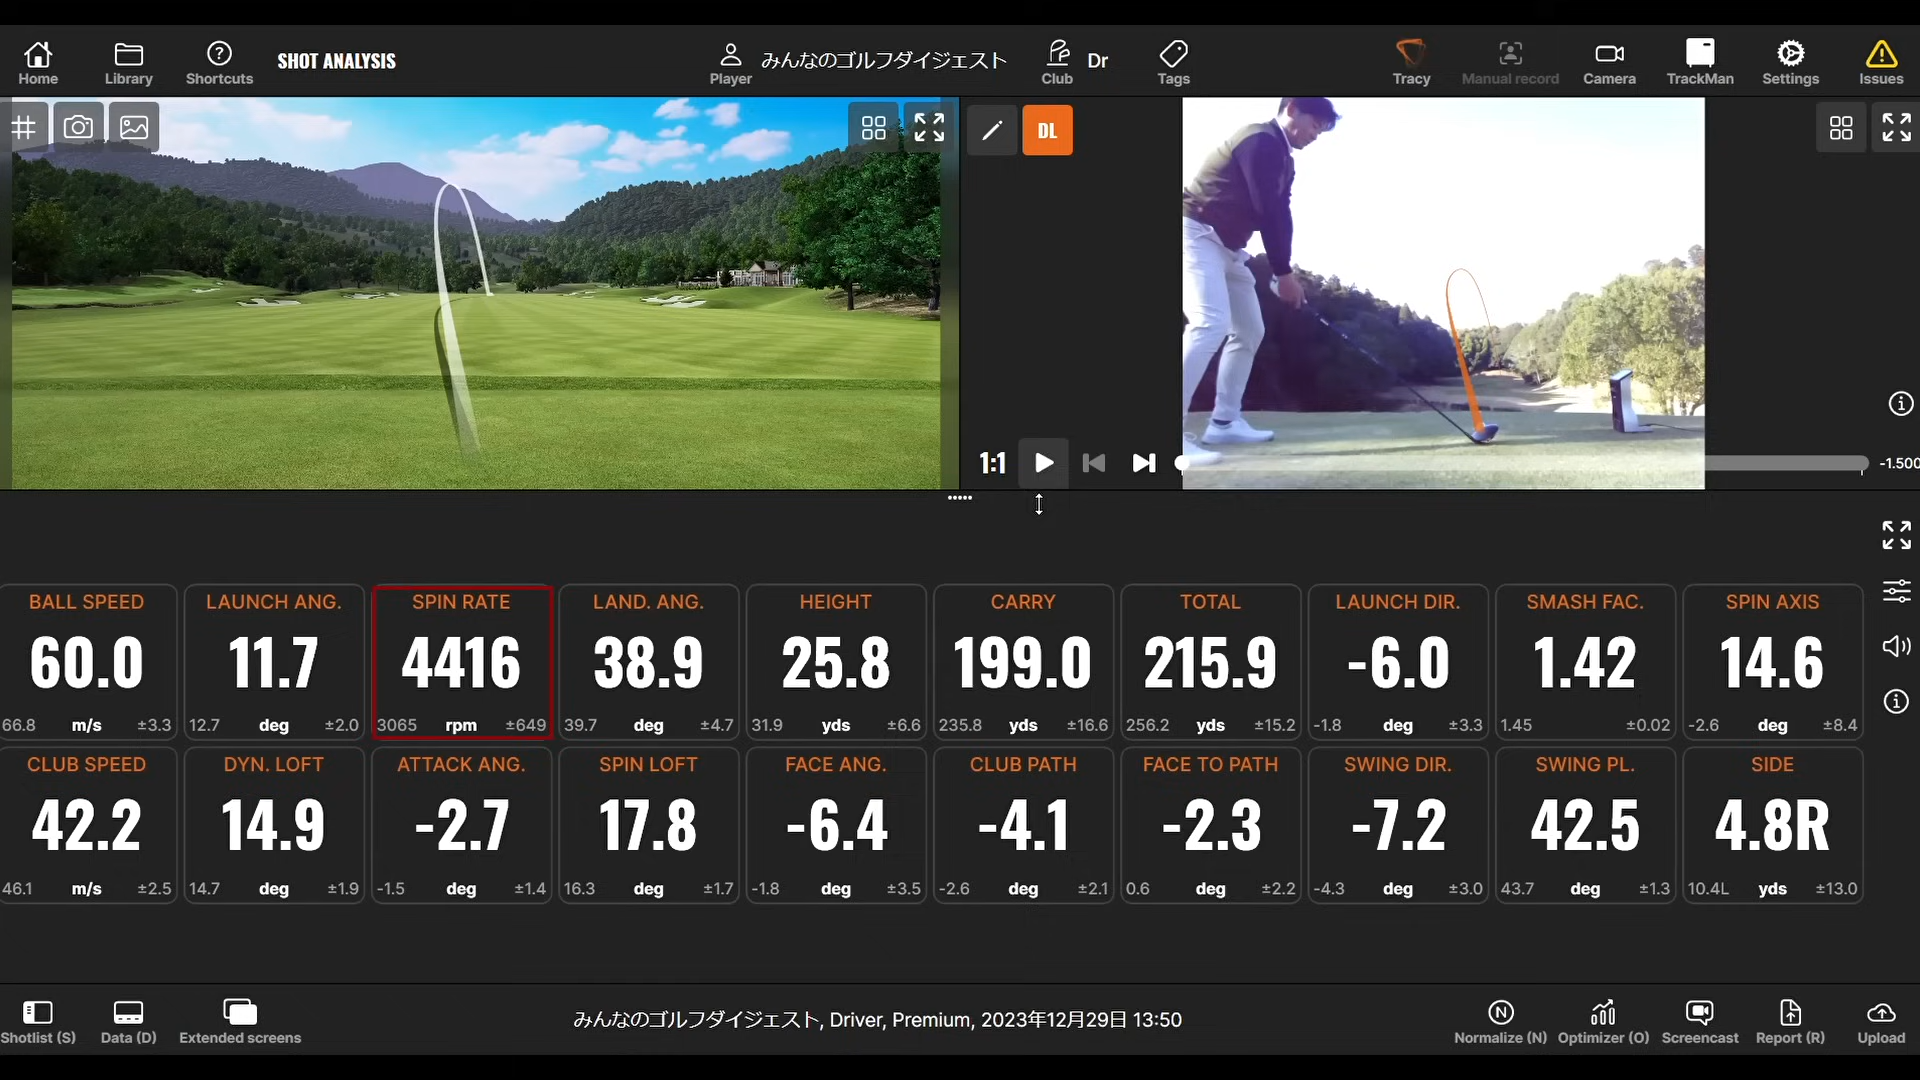 Home
Library
Shortcuts
SHOT ANALYSIS
Player
みんなのゴルフダイジェスト
Club
Dr
Tags
Tracy
Manual record
Camera
TrackMan
Settings
Issues
DL
1:1
-1.500
BALL SPEED
60.0
66.8 m/s ±3.3
LAUNCH ANG.
11.7
12.7 deg ±2.0
SPIN RATE
4416
3065 rpm ±649
LAND. ANG.
38.9
39.7 deg ±4.7
HEIGHT
25.8
31.9 yds ±6.6
CARRY
199.0
235.8 yds ±16.6
TOTAL
215.9
256.2 yds ±15.2
LAUNCH DIR.
-6.0
-1.8 deg ±3.3
SMASH FAC.
1.42
1.45 ±0.02
SPIN AXIS
14.6
-2.6 deg ±8.4
CLUB SPEED
42.2
46.1 m/s ±2.5
DYN. LOFT
14.9
14.7 deg ±1.9
ATTACK ANG.
-2.7
-1.5 deg ±1.4
SPIN LOFT
17.8
16.3 deg ±1.7
FACE ANG.
-6.4
-1.8 deg ±3.5
CLUB PATH
-4.1
-2.6 deg ±2.1
FACE TO PATH
-2.3
0.6 deg ±2.2
SWING DIR.
-7.2
-4.3 deg ±3.0
SWING PL.
42.5
43.7 deg ±1.3
SIDE
4.8R
10.4L yds ±13.0
Shotlist (S)
Data (D)
Extended screens
みんなのゴルフダイジェスト, Driver, Premium, 2023年12月29日 13:50
Normalize (N)
Optimizer (O)
Screencast
Report (R)
Upload